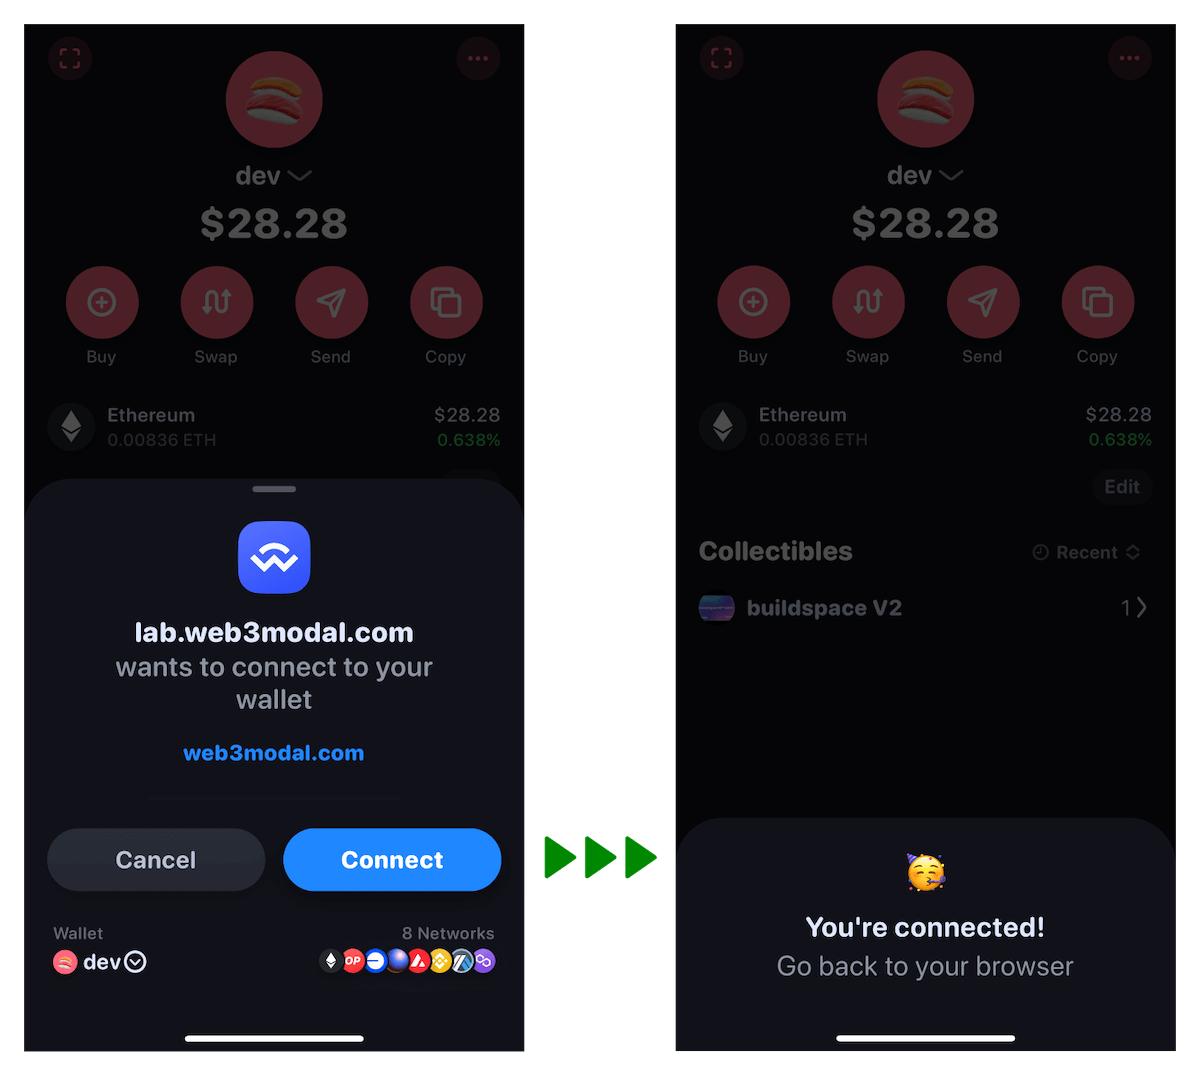 dev
$28.28
Buy Swap Send Copy
Ethereum $28.28
0.00836 ETH 0.638%
lab.web3modal.com
wants to connect to your
wallet
web3modal.com
Cancel Connect
Wallet 8 Networks
dev OP
dev
$28.28
Buy Swap Send Copy
Ethereum $28.28
0.00836 ETH 0.638%
Edit
Collectibles Recent
buildspace V2 1
You're connected!
Go back to your browser